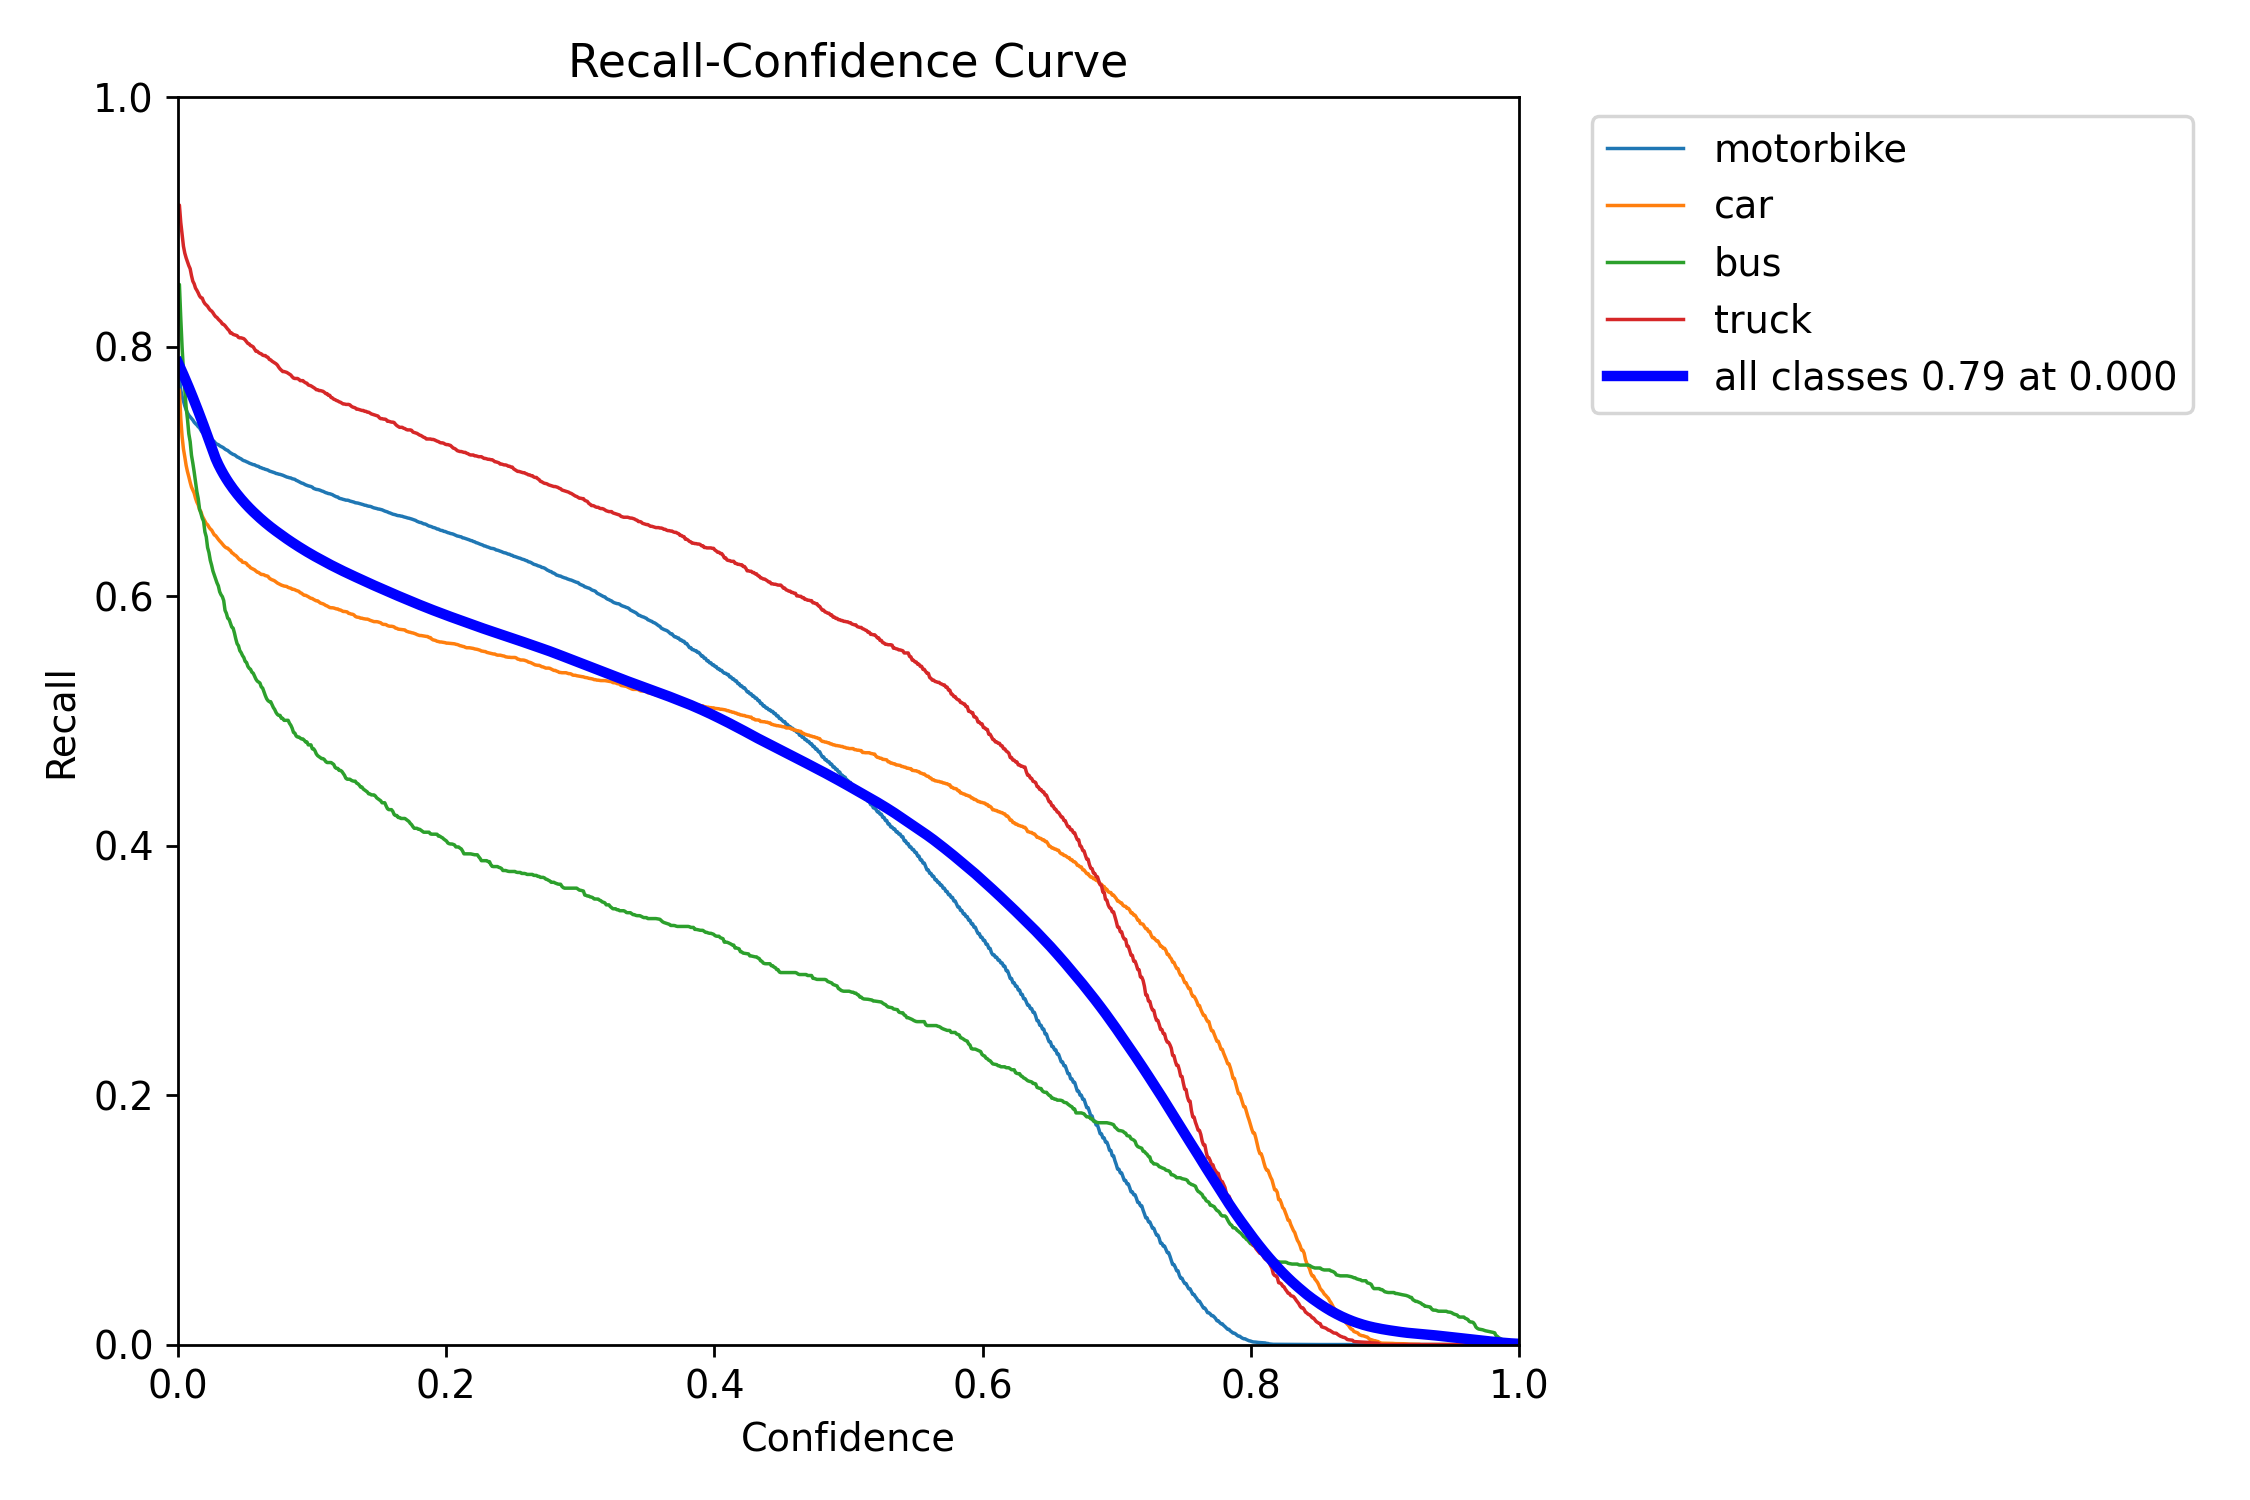 Recall-Confidence Curve
1.0
0.8
0.6
0.4
0.2
0.0
Recall
0.0 0.2 0.4 0.6 0.8 1.0
Confidence
motorbike
car
bus
truck
all classes 0.79 at 0.000